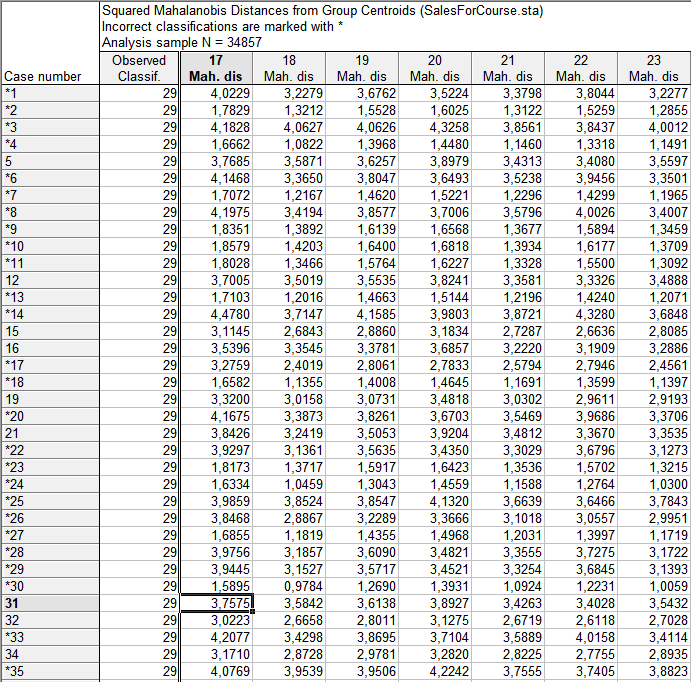 Squared Mahalanobis Distances from Group Centroids (SalesForCourse.sta)
Incorrect classifications are marked with *
Analysis sample N = 34857
Observed 17 18 19 20 21 22 23
Case number Classif. Mah. dis Mah. dis Mah. dis Mah. dis Mah. dis Mah. dis Mah. dis
*1 29 4,0229 3,2279 3,6762 3,5224 3,3798 3,8044 3,2277
*2 29 1,7829 1,3212 1,5528 1,6025 1,3122 1,5259 1,2855
*3 29 4,1828 4,0627 4,0626 4,3258 3,8561 3,8437 4,0012
*4 29 1,6662 1,0822 1,3968 1,4480 1,1460 1,3318 1,1491
5 29 3,7685 3,5871 3,6257 3,8979 3,4313 3,4080 3,5597
*6 29 4,1468 3,3650 3,8047 3,6493 3,5238 3,9456 3,3501
*7 29 1,7072 1,2167 1,4620 1,5221 1,2296 1,4299 1,1965
*8 29 4,1975 3,4194 3,8577 3,7006 3,5796 4,0026 3,4007
*9 29 1,8351 1,3892 1,6139 1,6568 1,3677 1,5894 1,3459
*10 29 1,8579 1,4203 1,6400 1,6818 1,3934 1,6177 1,3709
*11 29 1,8028 1,3466 1,5764 1,6227 1,3328 1,5500 1,3092
12 29 3,7005 3,5019 3,5535 3,8241 3,3581 3,3326 3,4888
*13 29 1,7103 1,2016 1,4663 1,5144 1,2196 1,4240 1,2071
*14 29 4,4780 3,7147 4,1585 3,9803 3,8721 4,3280 3,6848
15 29 3,1145 2,6843 2,8860 3,1834 2,7287 2,6636 2,8085
16 29 3,5396 3,3545 3,3781 3,6857 3,2220 3,1909 3,2886
*17 29 3,2759 2,4019 2,8061 2,7833 2,5794 2,7946 2,4561
*18 29 1,6582 1,1355 1,4008 1,4645 1,1691 1,3599 1,1397
19 29 3,3200 3,0158 3,0731 3,4818 3,0302 2,9611 2,9193
*20 29 4,1675 3,3873 3,8261 3,6703 3,5469 3,9686 3,3706
21 29 3,8426 3,2419 3,5053 3,9204 3,4812 3,3670 3,3535
*22 29 3,9297 3,1361 3,5635 3,4350 3,3029 3,6796 3,1273
*23 29 1,8173 1,3717 1,5917 1,6423 1,3536 1,5702 1,3215
*24 29 1,6334 1,0459 1,3043 1,4559 1,1588 1,2764 1,0300
*25 29 3,9859 3,8524 3,8547 4,1320 3,6639 3,6466 3,7843
*26 29 3,8468 2,8867 3,2289 3,3666 3,1018 3,0557 2,9951
*27 29 1,6855 1,1819 1,4355 1,4968 1,2031 1,3997 1,1719
*28 29 3,9756 3,1857 3,6090 3,4821 3,3555 3,7275 3,1722
*29 29 3,9445 3,1527 3,5717 3,4521 3,3254 3,6845 3,1393
*30 29 1,5895 0,9784 1,2690 1,3931 1,0924 1,2231 1,0059
31 29 3,7575 3,5842 3,6138 3,8927 3,4263 3,4028 3,5432
32 29 3,0223 2,6658 2,8011 3,1275 2,6719 2,6118 2,7028
*33 29 4,2077 3,4298 3,8695 3,7104 3,5889 4,0158 3,4114
34 29 3,1710 2,8728 2,9781 3,2820 2,8225 2,7755 2,8935
*35 29 4,0769 3,9539 3,9506 4,2242 3,7555 3,7405 3,8823